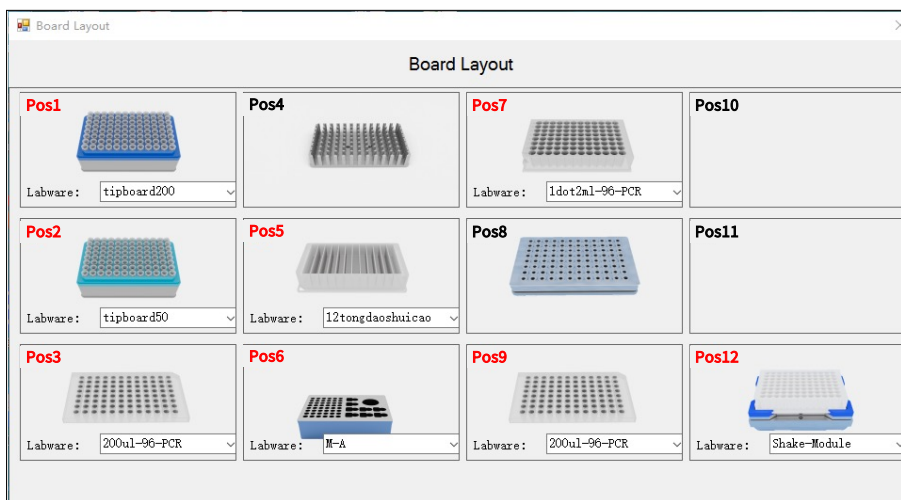 Board Layout
Board Layout
Pos1
Labware: tipboard200
Pos4
Pos7
Labware: 1dot2ml-96-PCR
Pos10
Pos2
Labware: tipboard50
Pos5
Labware: 12tongdaoshuicao
Pos8
Pos11
Pos3
Labware: 200ul-96-PCR
Pos6
Labware: M-A
Pos9
Labware: 200ul-96-PCR
Pos12
Labware: Shake-Module